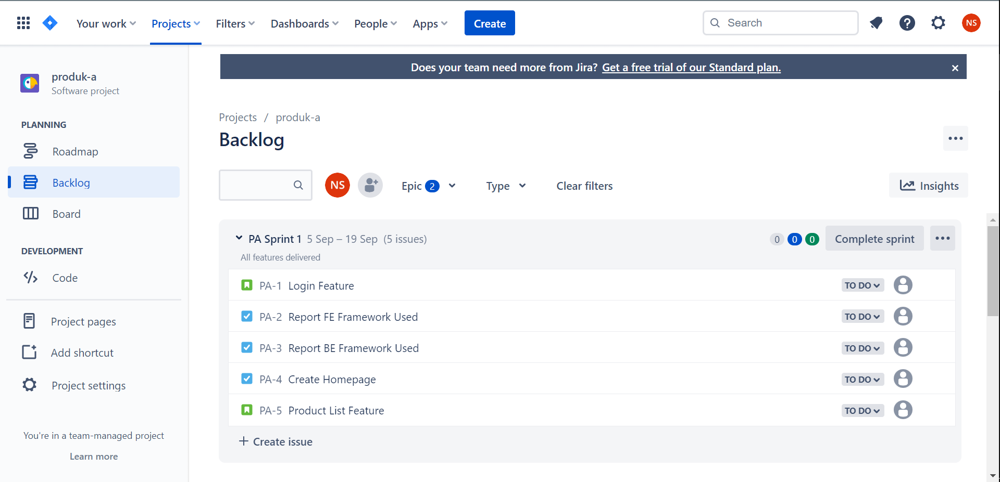 Your work Projects Filters Dashboards People Apps Create Search NS
Does your team need more from Jira? Get a free trial of our Standard plan.
produk-a
Software project
PLANNING
Roadmap
Backlog
Board
DEVELOPMENT
Code
Project pages
Add shortcut
Project settings
You're in a team-managed project
Learn more
Projects / produk-a
Backlog
NS Epic 2 Type Clear filters Insights
PA Sprint 1 5 Sep – 19 Sep (5 issues) 0 0 0 Complete sprint
All features delivered
PA-1 Login Feature TO DO
PA-2 Report FE Framework Used TO DO
PA-3 Report BE Framework Used TO DO
PA-4 Create Homepage TO DO
PA-5 Product List Feature TO DO
+ Create issue